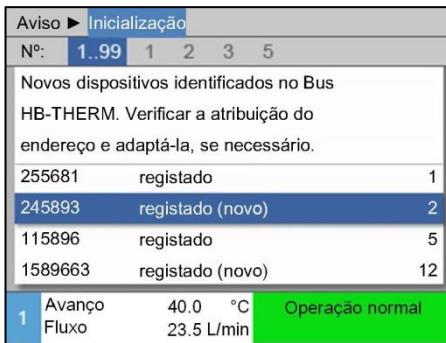 Aviso ► Inicialização
Nº: 1..99 1 2 3 5
Novos dispositivos identificados no Bus
HB-THERM. Verificar a atribuição do
endereço e adaptá-la, se necessário.
255681 registado 1
245893 registado (novo) 2
115896 registado 5
1589663 registado (novo) 12
1 Avanço 40.0 °C Operação normal
Fluxo 23.5 L/min